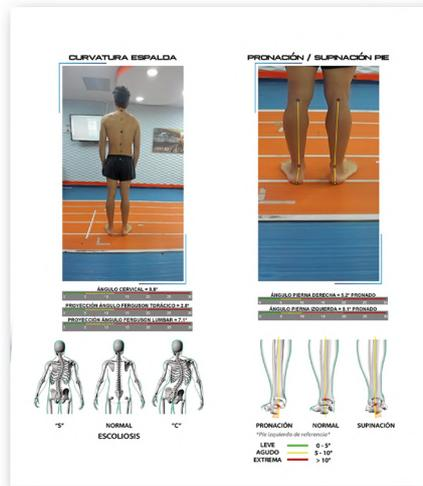 CURVATURA ESPALDA
PRONACIÓN / SUPINACIÓN PIE
ÁNGULO CERVICAL = 8.8°
PROYECCIÓN ÁNGULO FERGUSON TORÁCICO = 2.8°
PROYECCIÓN ÁNGULO FERGUSON LUMBAR = 7.1°
ÁNGULO PIERNA DERECHA = 5.2° PRONADO
ÁNGULO PIERNA IZQUIERDA = 5.1° PRONADO
"S"
NORMAL
"C"
ESCOLIOSIS
PRONACIÓN
NORMAL
SUPINACIÓN
*Pie izquierdo de referencia*
LEVE 0 - 5°
AGUDO 5 - 10°
EXTREMA > 10°